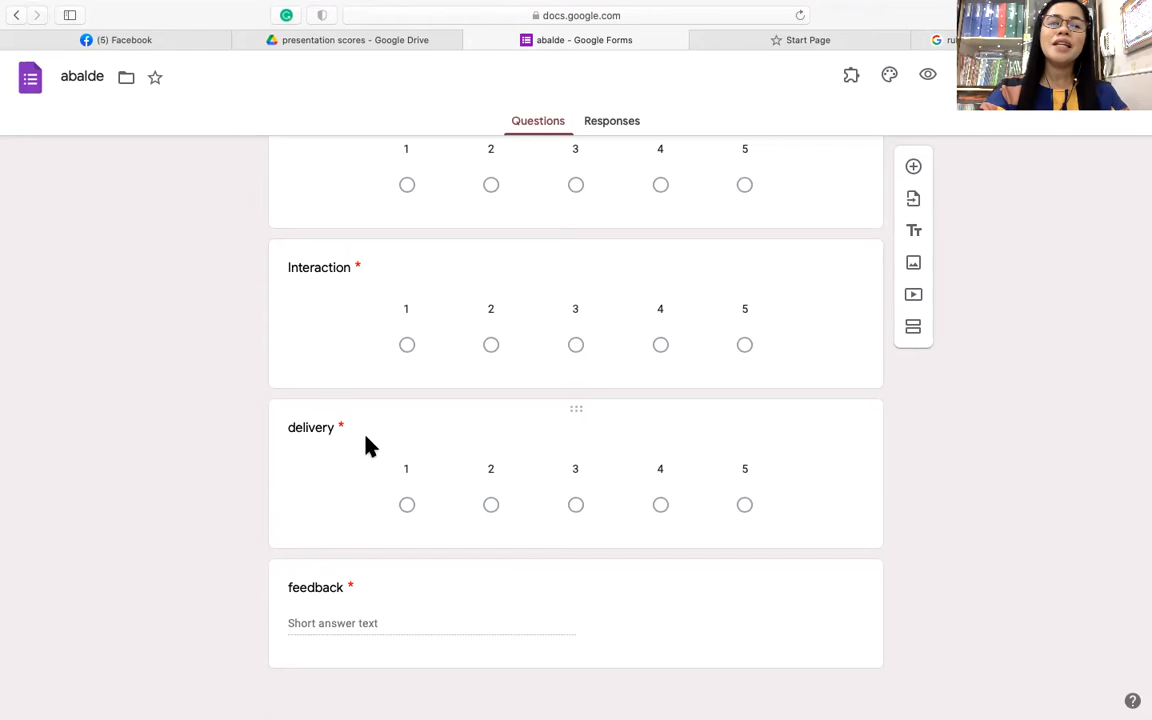 docs.google.com
(5) Facebook
presentation scores - Google Drive
abalde - Google Forms
Start Page
abalde
Questions
Responses
1 2 3 4 5
Interaction *
1 2 3 4 5
delivery *
1 2 3 4 5
feedback *
Short answer text